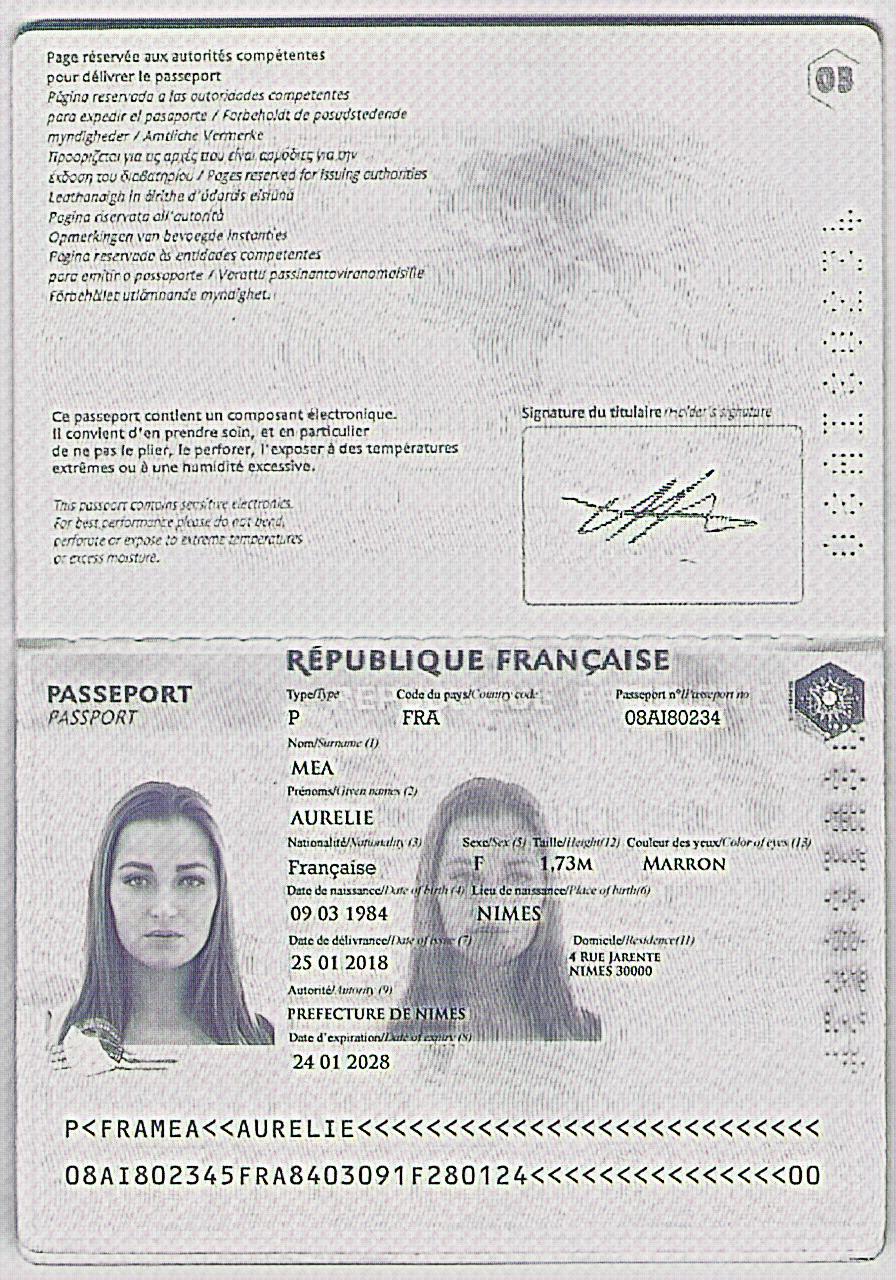 Page réservée aux autorités compétentes
pour délivrer le passeport
03
Página reservada a las autoridades competentes
para expedir el pasaporte / Forbeholdt de pasudstedende
myndigheder / Amtliche Vermerke
Προορίζεται για τις αρχές που είναι αρμόδιες για την
έκδοση του διαβατηρίου / Pages reserved for issuing authorities
Leathanaigh in áirithe d'údarás eisiúna
Pagina riservata all'autorità
Opmerkingen van bevoegde instanties
Página reservada às entidades competentes
para emitir o passaporte /
Ce passeport contient un composant électronique.
Il convient d'en prendre soin, et en particulier
de ne pas le plier, le perforer, l'exposer à des températures
extrêmes ou à une humidité excessive.
This passport contains sensitive electronics.
For best performance please do not bend,
perforate or expose to extreme temperatures
or excess moisture.
Signature du titulaire/Holder's signature
RÉPUBLIQUE FRANÇAISE
PASSEPORT
PASSPORT
Type/Type Code du pays/Country code Passeport n°/Passeport no
P FRA 08AI80234
Nom/Surname (1)
MEA
Prénoms/Given names (2)
AURELIE
Nationalité/Nationality (3) Sexe/Sex (5) Taille/Height(12) Couleur des yeux/Color of eyes (13)
Française F 1,73M MARRON
Date de naissance/Date of birth (4) Lieu de naissance/Place of birth(6)
09 03 1984 NIMES
Date de délivrance/Date of issue (7) Domicile/Residence(11)
25 01 2018 4 RUE JARENTE
NIMES 30000
Autorité/Autority (9)
PREFECTURE DE NIMES
Date d'expiration/Date of expiry (8)
24 01 2028
P<FRAMEA<<AURELIE<<<<<<<<<<<<<<<<<<<<<<<<<<<
08AI802345FRA8403091F280124<<<<<<<<<<<<<<<00